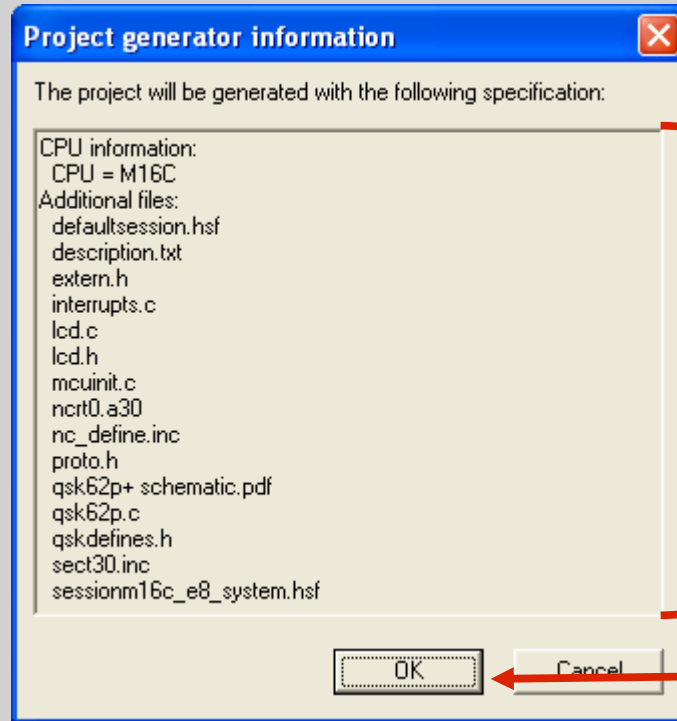 Project generator information
The project will be generated with the following specification:
CPU information:
CPU = M16C
Additional files:
defaultsession.hsf
description.txt
extern.h
interrupts.c
lcd.c
lcd.h
mcuinit.c
ncrt0.a30
nc_define.inc
proto.h
qsk62p+ schematic.pdf
qsk62p.c
qskdefines.h
sect30.inc
sessionm16c_e8_system.hsf
OK Cancel